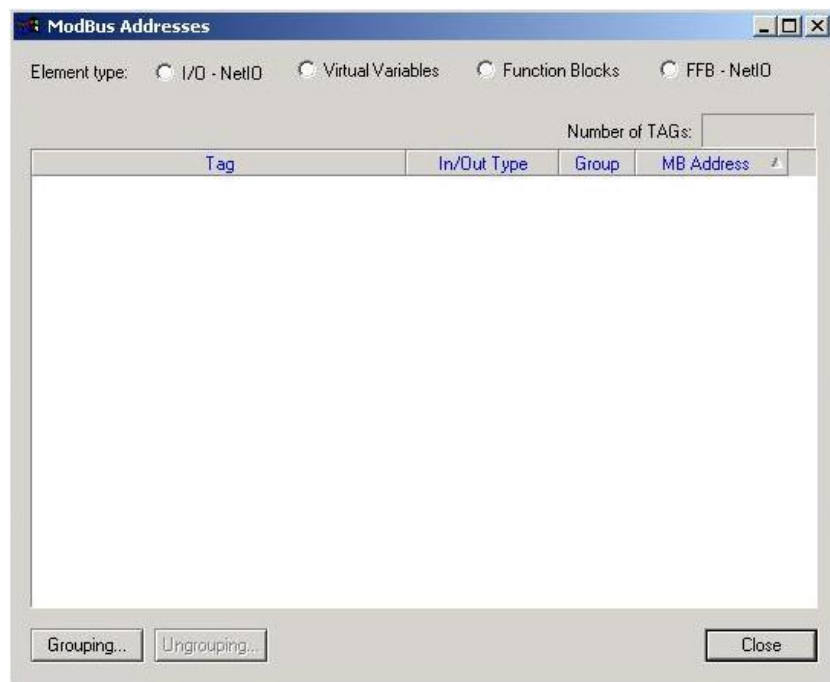 ModBus Addresses
Element type: I/O - NetIO Virtual Variables Function Blocks FFB - NetIO
Number of TAGs:
Tag In/Out Type Group MB Address
Grouping... Ungrouping... Close